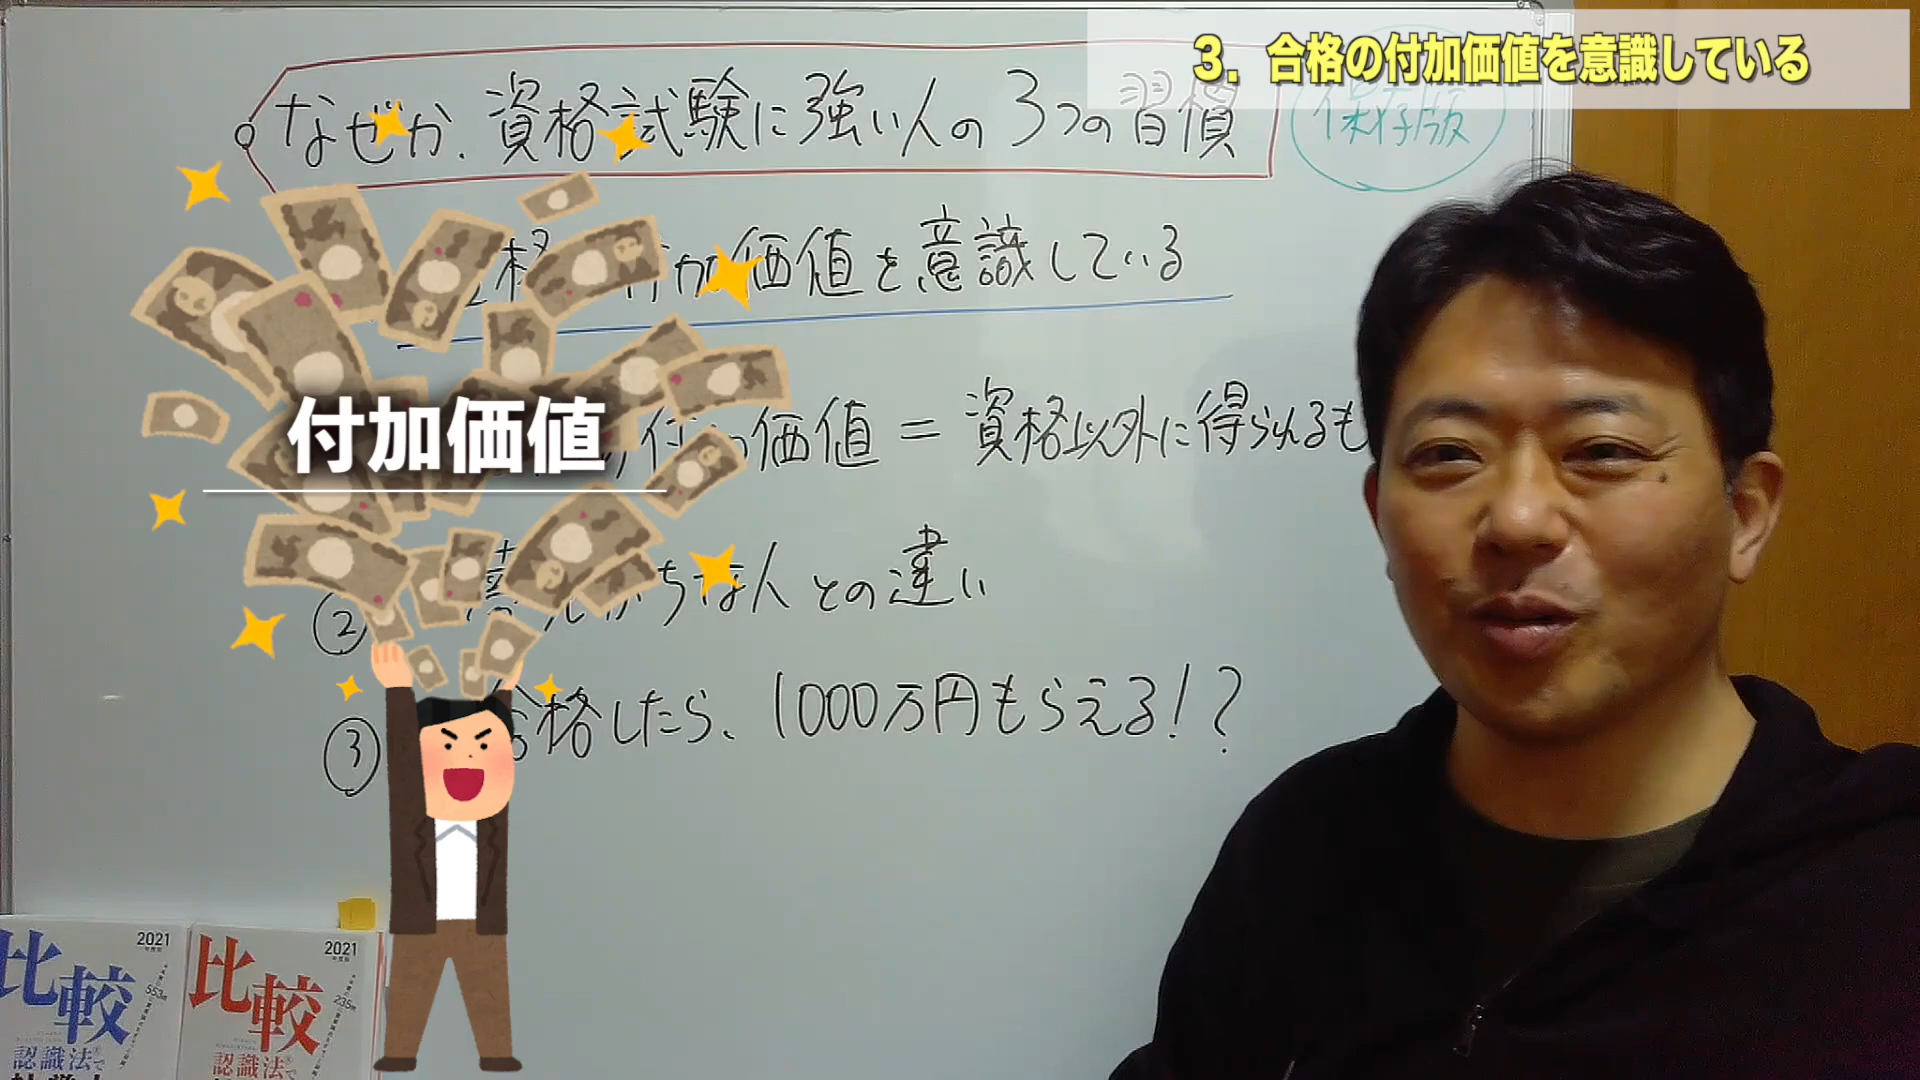 3．合格の付加価値を意識している
なぜか、資格試験に強い人の3つの習慣
保存版
格 付加価値を意識している
付加価値
価値＝資格以外に得られるも
② ちな人との違い
③ 合格したら、1000万円もらえる!?
2021
比較
認識法で
2021
比較
認識法で